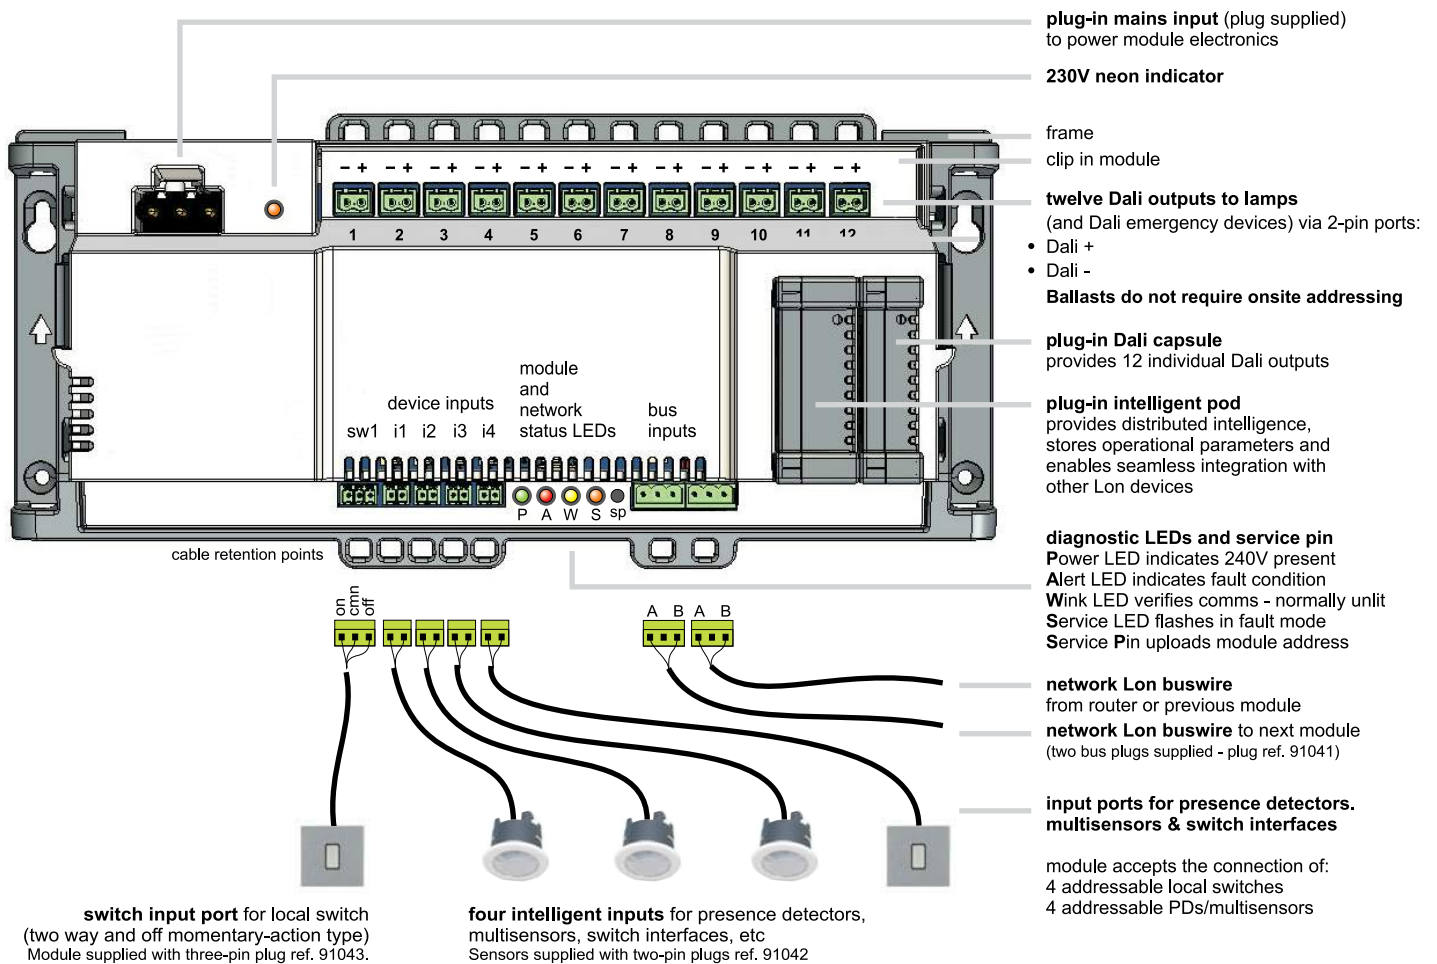 plug-in mains input (plug supplied)
to power module electronics
230V neon indicator
frame
clip in module
twelve Dali outputs to lamps
(and Dali emergency devices) via 2-pin ports:
• Dali +
• Dali -
Ballasts do not require onsite addressing
plug-in Dali capsule
provides 12 individual Dali outputs
plug-in intelligent pod
provides distributed intelligence,
stores operational parameters and
enables seamless integration with
other Lon devices
diagnostic LEDs and service pin
Power LED indicates 240V present
Alert LED indicates fault condition
Wink LED verifies comms - normally unlit
Service LED flashes in fault mode
Service Pin uploads module address
network Lon buswire
from router or previous module
network Lon buswire to next module
(two bus plugs supplied - plug ref. 91041)
input ports for presence detectors.
multisensors & switch interfaces
module accepts the connection of:
4 addressable local switches
4 addressable PDs/multisensors
- + - + - + - + - + - + - + - + - + - + - + - +
1 2 3 4 5 6 7 8 9 10 11 12
device inputs
sw1 i1 i2 i3 i4
module
and
network
status LEDs
bus
inputs
P A W S sp
cable retention points
on
cmn
off
A B A B
switch input port for local switch
(two way and off momentary-action type)
Module supplied with three-pin plug ref. 91043.
four intelligent inputs for presence detectors,
multisensors, switch interfaces, etc
Sensors supplied with two-pin plugs ref. 91042